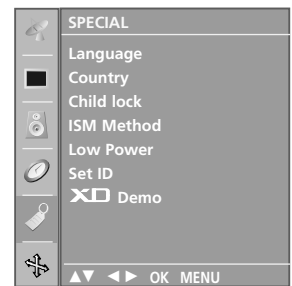 SPECIAL
Language
Country
Child lock
ISM Method
Low Power
Set ID
XD Demo
▲▼ ◄► OK MENU